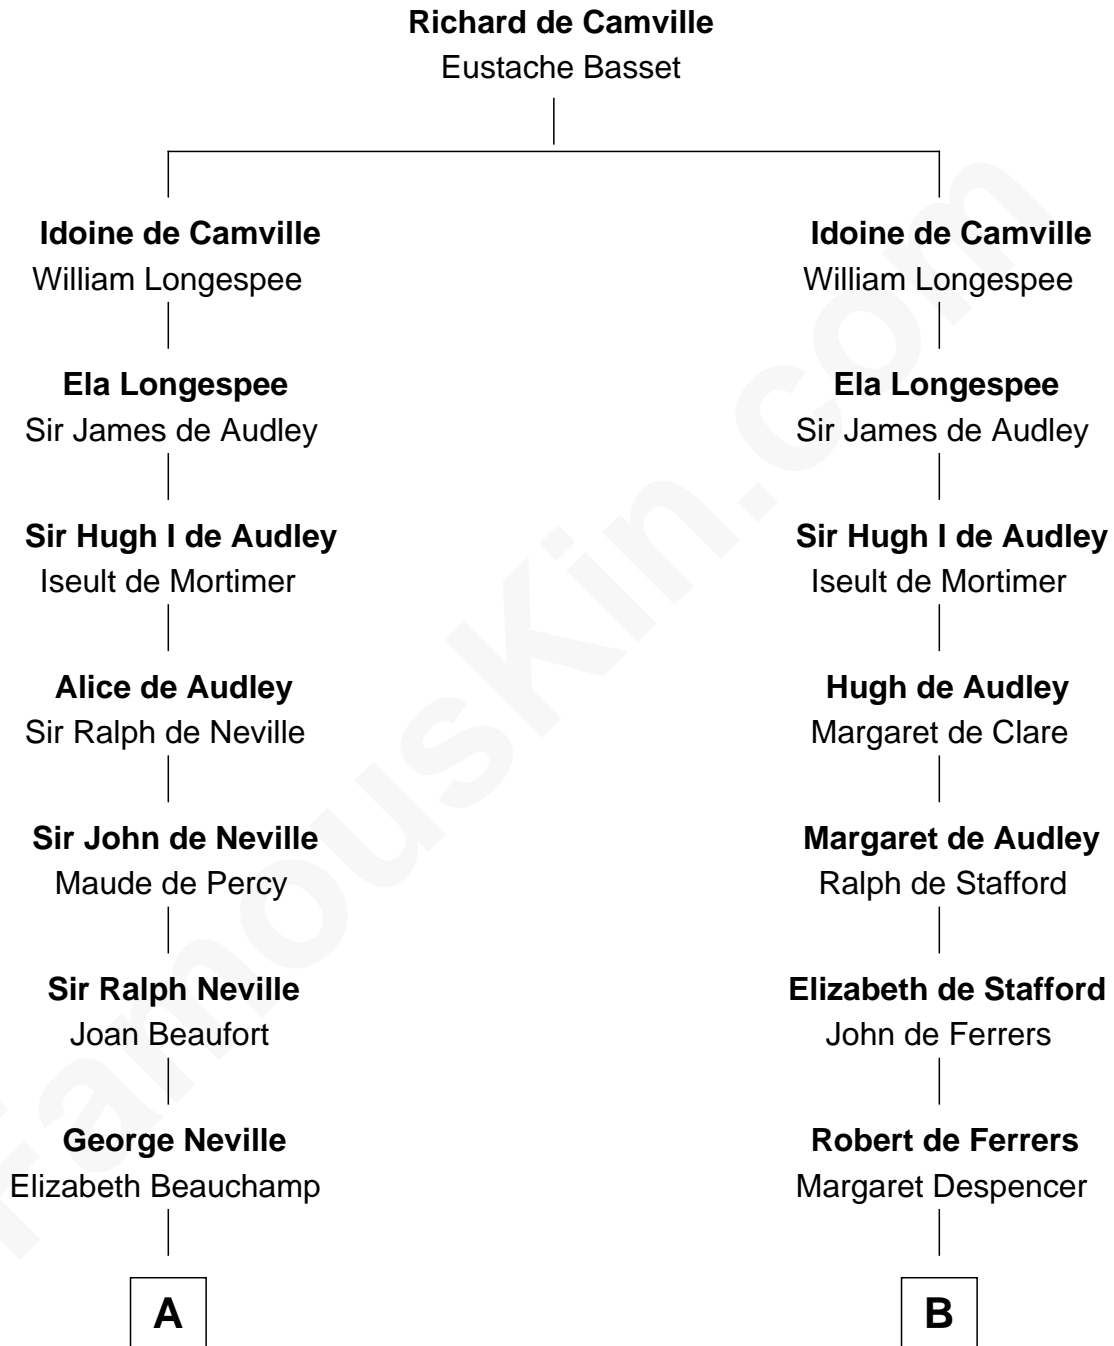 Richard de Camville
Eustache Basset
Idoine de Camville
William Longespee
Ela Longespee
Sir James de Audley
Sir Hugh I de Audley
Iseult de Mortimer
Alice de Audley
Sir Ralph de Neville
Sir John de Neville
Maude de Percy
Sir Ralph Neville
Joan Beaufort
George Neville
Elizabeth Beauchamp
A
Idoine de Camville
William Longespee
Ela Longespee
Sir James de Audley
Sir Hugh I de Audley
Iseult de Mortimer
Hugh de Audley
Margaret de Clare
Margaret de Audley
Ralph de Stafford
Elizabeth de Stafford
John de Ferrers
Robert de Ferrers
Margaret Despencer
B
FamousKin.com